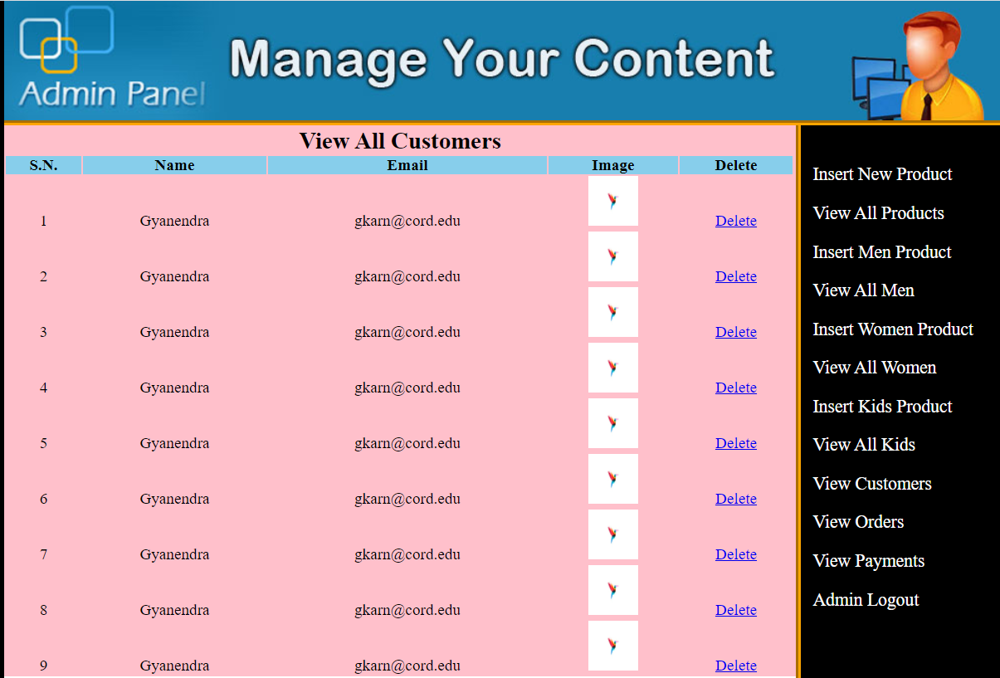 Admin Panel
Manage Your Content
View All Customers
S.N. Name Email Image Delete
1 Gyanendra gkarn@cord.edu Delete
2 Gyanendra gkarn@cord.edu Delete
3 Gyanendra gkarn@cord.edu Delete
4 Gyanendra gkarn@cord.edu Delete
5 Gyanendra gkarn@cord.edu Delete
6 Gyanendra gkarn@cord.edu Delete
7 Gyanendra gkarn@cord.edu Delete
8 Gyanendra gkarn@cord.edu Delete
9 Gyanendra gkarn@cord.edu Delete
Insert New Product
View All Products
Insert Men Product
View All Men
Insert Women Product
View All Women
Insert Kids Product
View All Kids
View Customers
View Orders
View Payments
Admin Logout